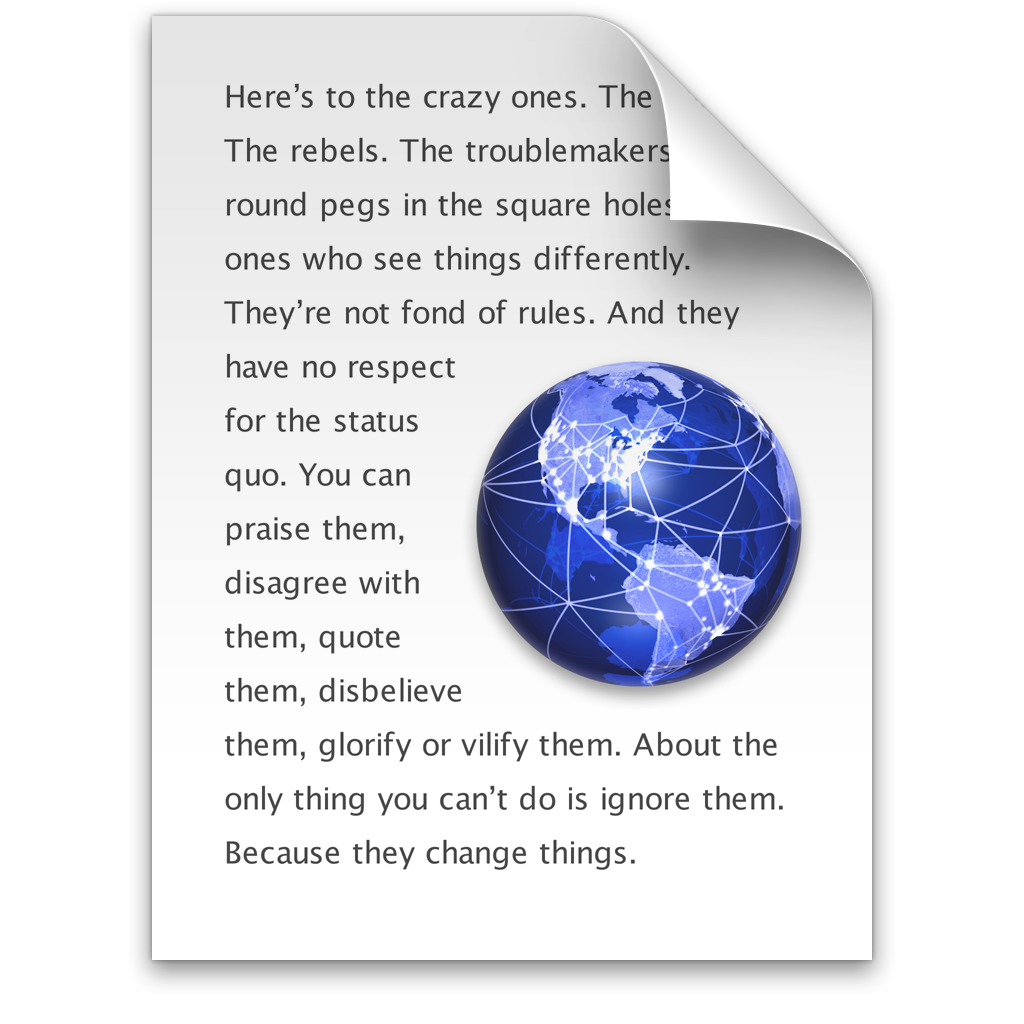 Here’s to the crazy ones. The
The rebels. The troublemakers
round pegs in the square holes
ones who see things differently.
They’re not fond of rules. And they
have no respect
for the status
quo. You can
praise them,
disagree with
them, quote
them, disbelieve
them, glorify or vilify them. About the
only thing you can’t do is ignore them.
Because they change things.